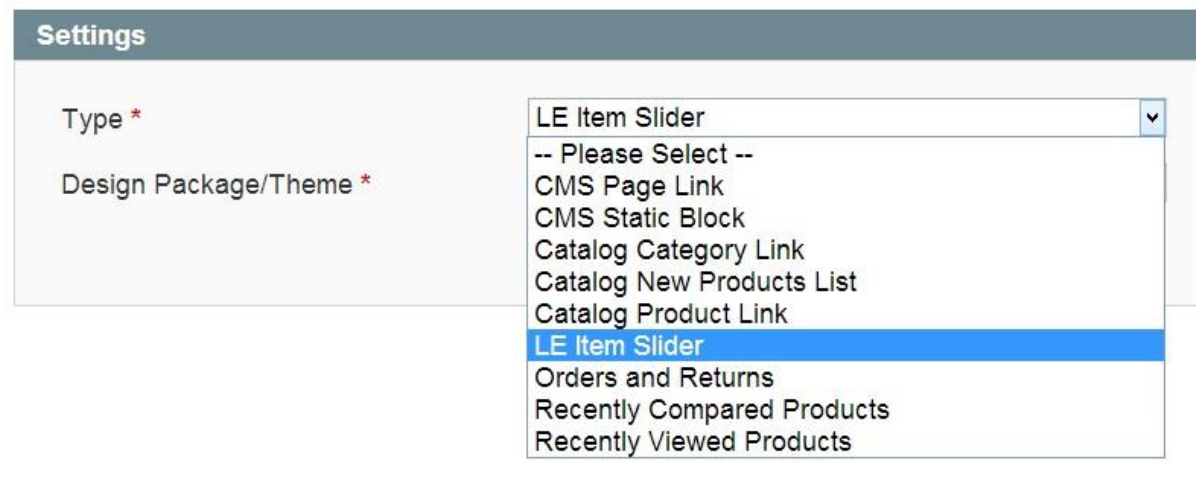 Settings
Type * LE Item Slider
-- Please Select --
Design Package/Theme * CMS Page Link
CMS Static Block
Catalog Category Link
Catalog New Products List
Catalog Product Link
LE Item Slider
Orders and Returns
Recently Compared Products
Recently Viewed Products